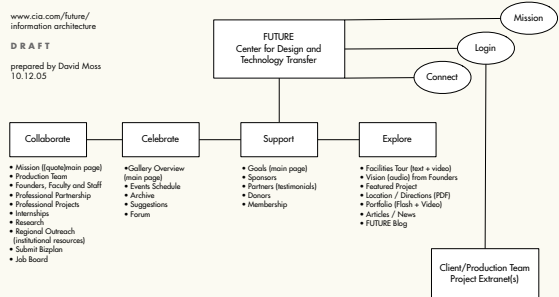 www.cia.com/future/
information architecture
DRAFT
prepared by David Moss
10.12.05
FUTURE
Center for Design and
Technology Transfer
Mission
Login
Connect
Collaborate
• Mission ((quote)main page)
• Production Team
• Founders, Faculty and Staff
• Professional Partnership
• Professional Projects
• Internships
• Research
• Regional Outreach
(institutional resources)
• Submit Bizplan
• Job Board
Celebrate
•Gallery Overview
(main page)
• Events Schedule
• Archive
• Suggestions
• Forum
Support
• Goals (main page)
• Sponsors
• Partners (testimonials)
• Donors
• Membership
Explore
• Facilities Tour (text + video)
• Vision (audio) from Founders
• Featured Project
• Location / Directions (PDF)
• Portfolio (Flash + Video)
• Articles / News
• FUTURE Blog
Client/Production Team
Project Extranet(s)